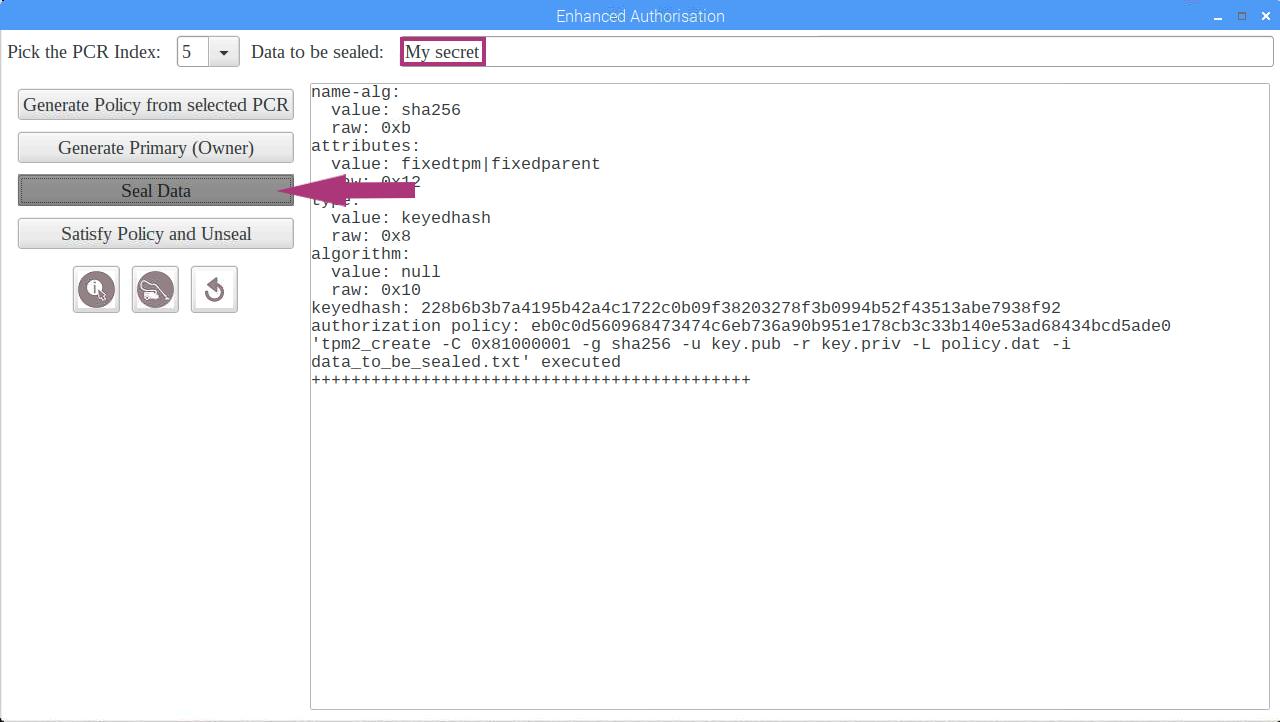 Enhanced Authorisation
Pick the PCR Index: 5 Data to be sealed: My secret
Generate Policy from selected PCR
Generate Primary (Owner)
Seal Data
Satisfy Policy and Unseal
name-alg:
  value: sha256
  raw: 0xb
attributes:
  value: fixedtpm|fixedparent
  raw: 0x12
type:
  value: keyedhash
  raw: 0x8
algorithm:
  value: null
  raw: 0x10
keyedhash: 228b6b3b7a4195b42a4c1722c0b09f38203278f3b0994b52f43513abe7938f92
authorization policy: eb0c0d560968473474c6eb736a90b951e178cb3c33b140e53ad68434bcd5ade0
'tpm2_create -C 0x81000001 -g sha256 -u key.pub -r key.priv -L policy.dat -i
data_to_be_sealed.txt' executed
++++++++++++++++++++++++++++++++++++++++++++